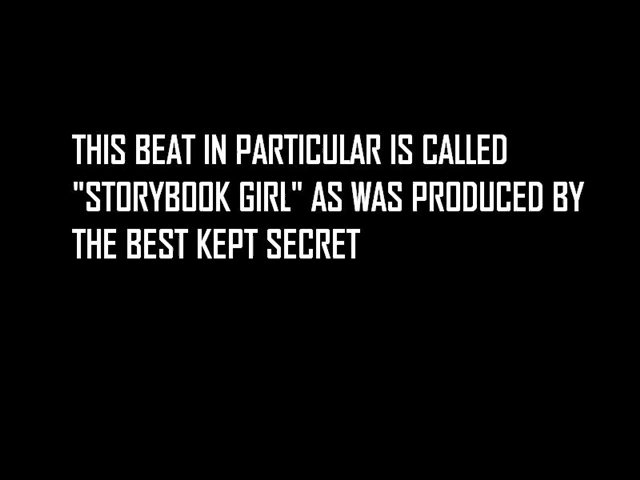 THIS BEAT IN PARTICULAR IS CALLED
"STORYBOOK GIRL" AS WAS PRODUCED BY
THE BEST KEPT SECRET